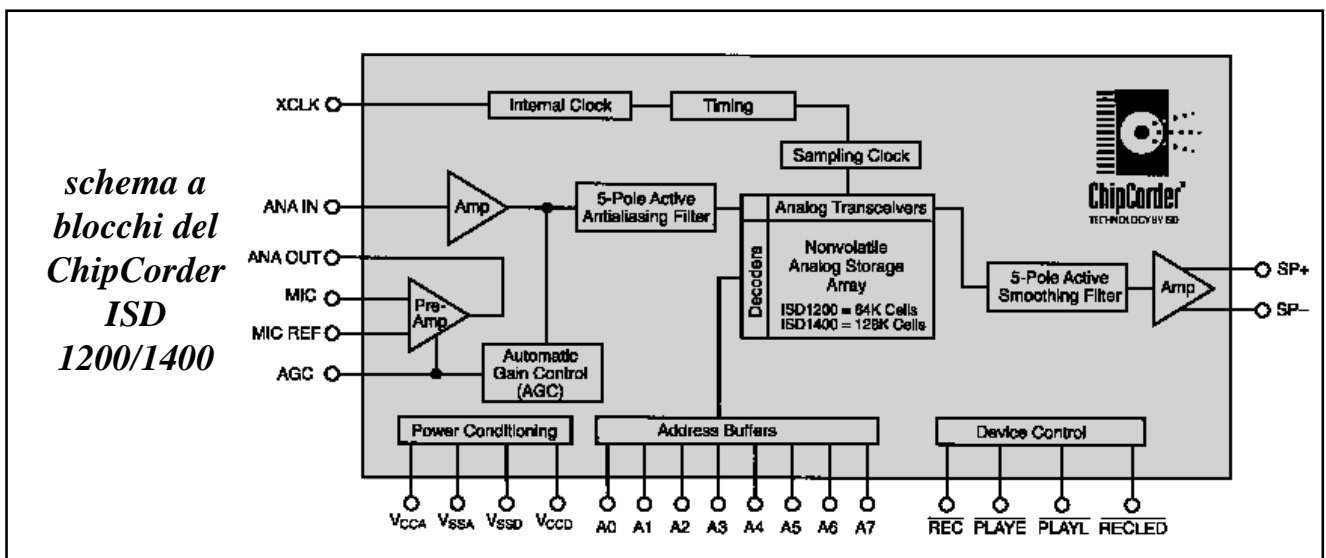 schema a
blocchi del
ChipCorder
ISD
1200/1400
XCLK
Internal Clock
Timing
Sampling Clock
ChipCorder™
TECHNOLOGY BY ISD
ANA IN
Amp
5-Pole Active
Antialiasing Filter
Analog Transceivers
ANA OUT
MIC
MIC REF
AGC
Pre-
Amp
Automatic
Gain Control
(AGC)
Decoders
Nonvolatile
Analog Storage
Array
ISD1200 = 64K Cells
ISD1400 = 128K Cells
5-Pole Active
Smoothing Filter
Amp
SP+
SP–
Power Conditioning
Address Buffers
Device Control
VCCA VSSA VSSD VCCD A0 A1 A2 A3 A4 A5 A6 A7 REC PLAYE PLAYL RECLED